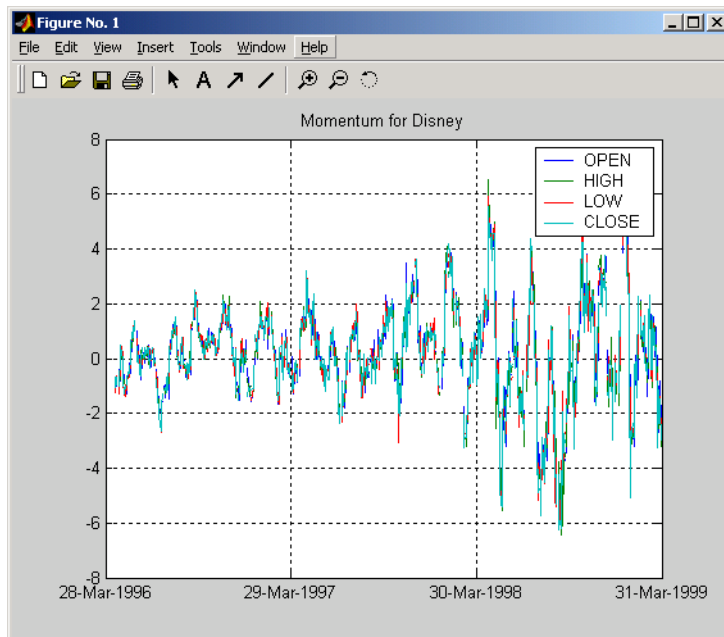 Figure No. 1
File Edit View Insert Tools Window Help
A
Momentum for Disney
OPEN
HIGH
LOW
CLOSE
8
6
4
2
0
-2
-4
-6
-8
28-Mar-1996 29-Mar-1997 30-Mar-1998 31-Mar-1999